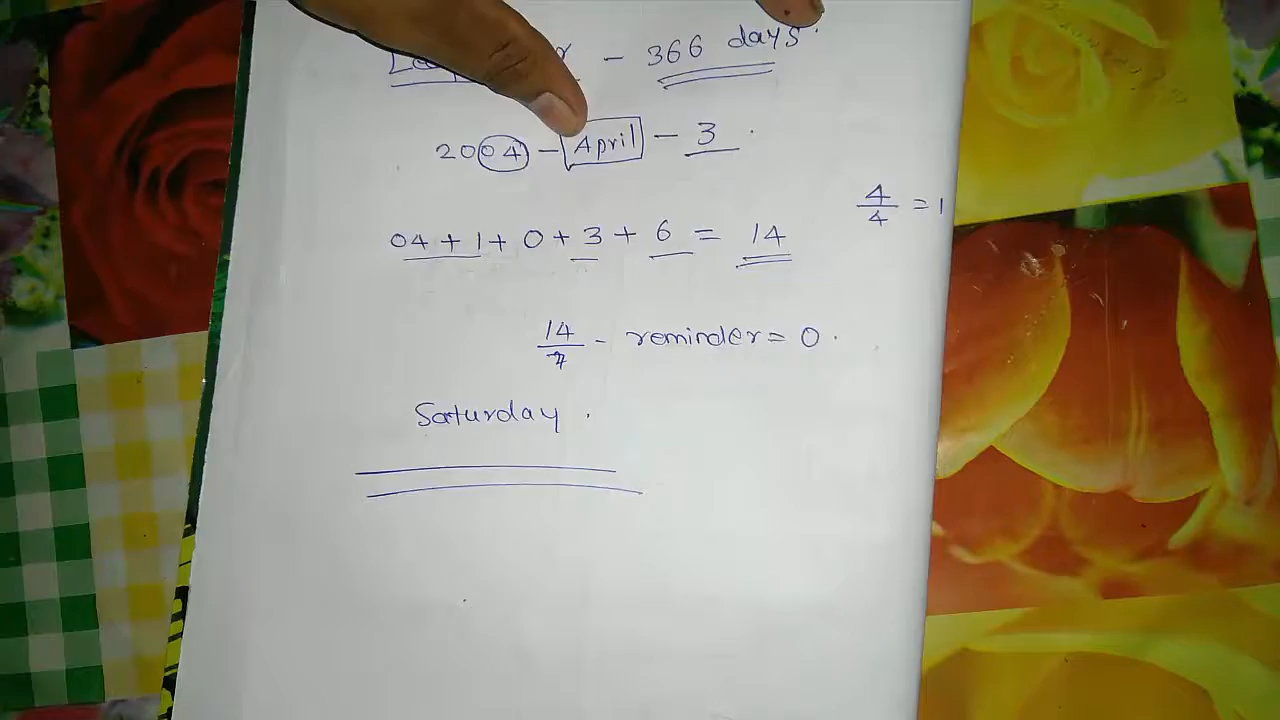 - 366 days.
2004 - April - 3.
4/4 = 1
04 + 1 + 0 + 3 + 6 = 14
14/7 - reminder = 0.
Saturday.